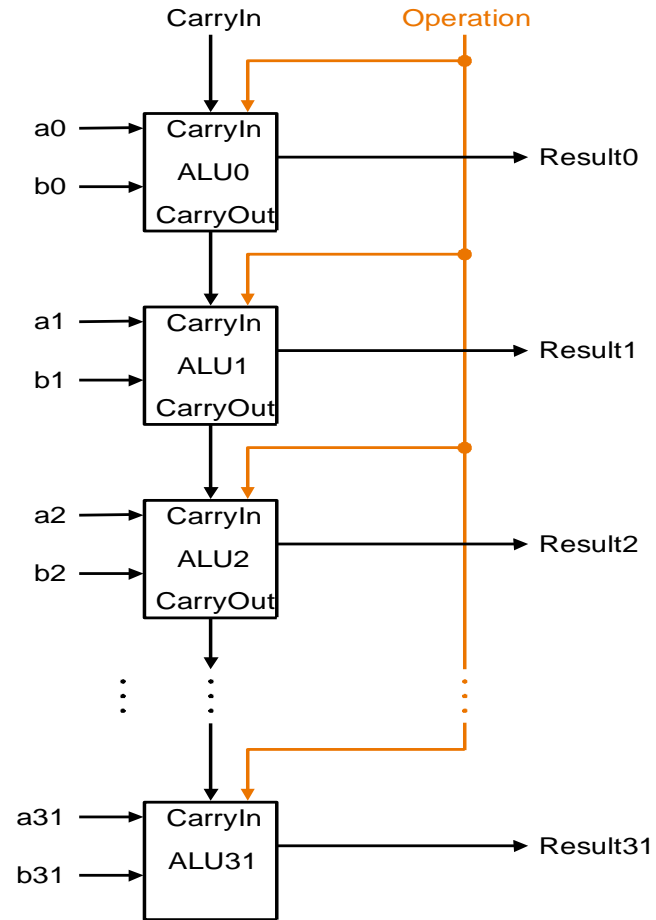 CarryIn Operation
a0
b0
CarryIn
ALU0
CarryOut
Result0
a1
b1
CarryIn
ALU1
CarryOut
Result1
a2
b2
CarryIn
ALU2
CarryOut
Result2
a31
b31
CarryIn
ALU31
Result31